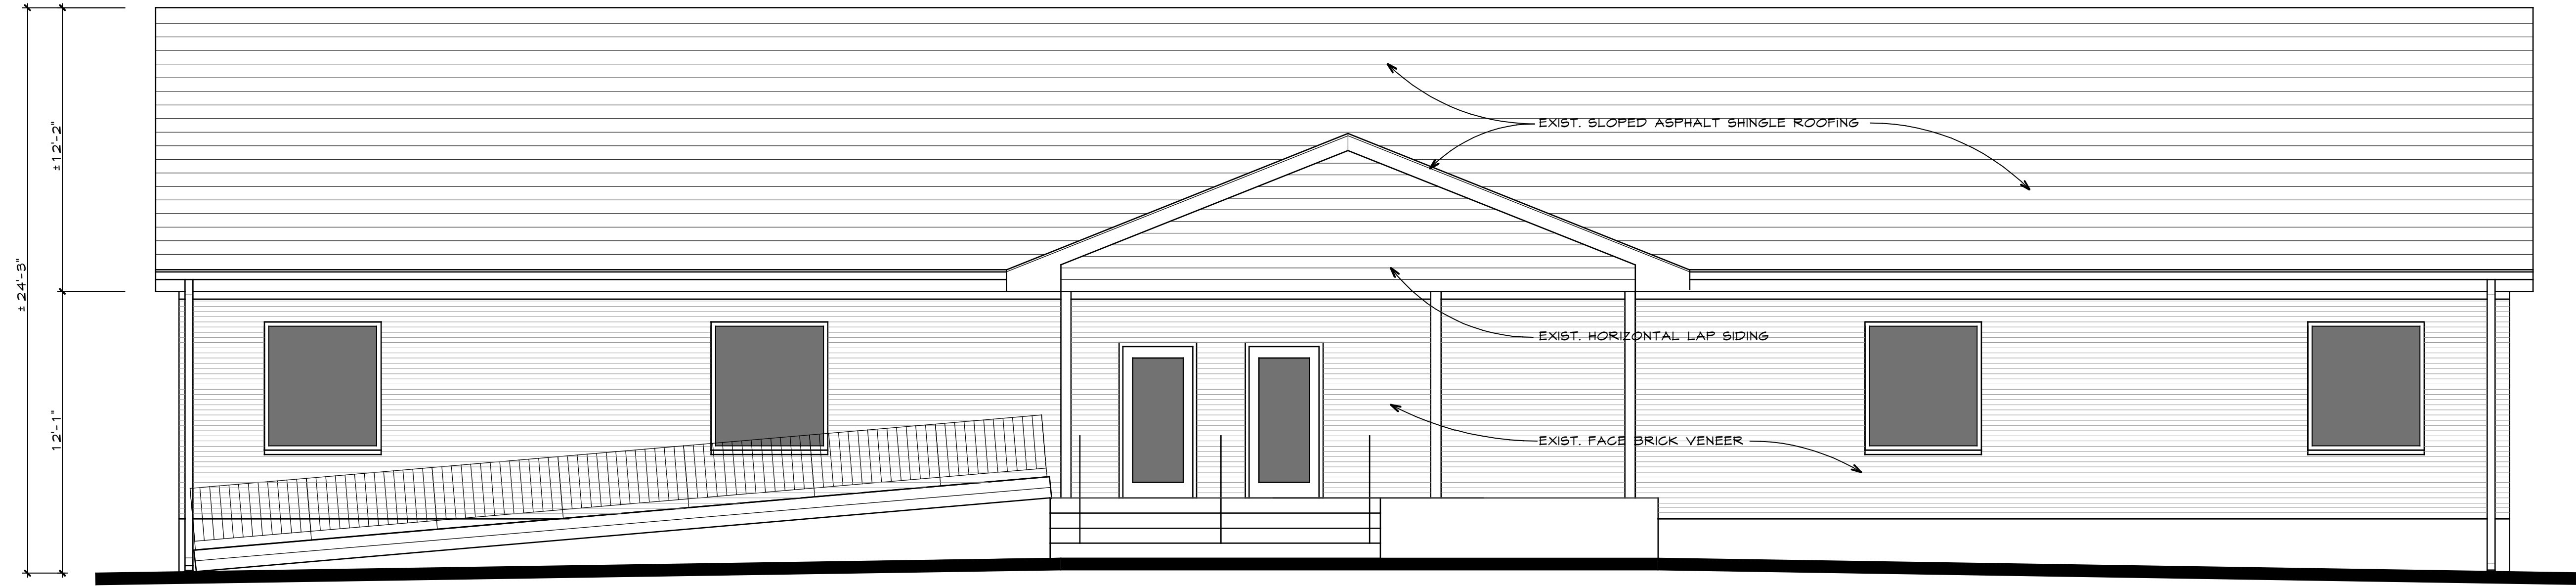 ±12'-2"
EXIST. SLOPED ASPHALT SHINGLE ROOFING
± 24'-3"
EXIST. HORIZONTAL LAP SIDING
12'-1"
EXIST. FACE BRICK VENEER